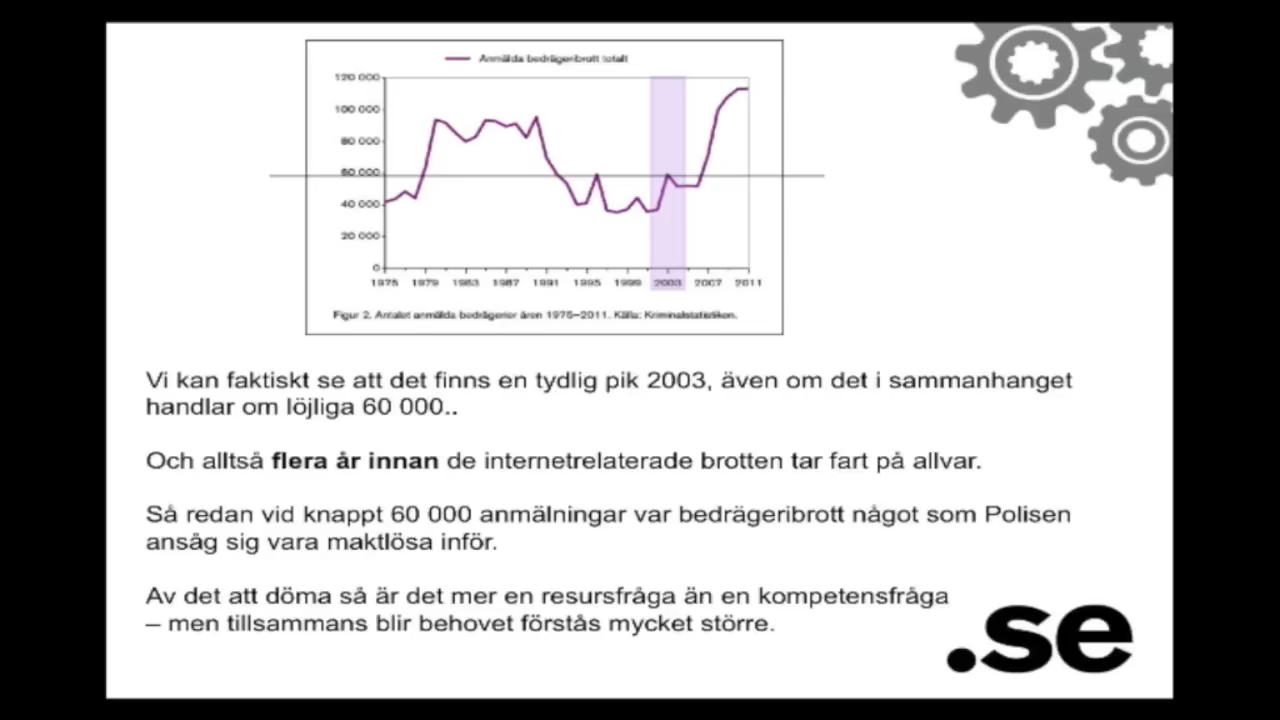 Anmälda bedrägeribrott totalt
120 000
100 000
80 000
60 000
40 000
20 000
0
1975 1979 1983 1987 1991 1995 1999 2003 2007 2011
Figur 2. Antalet anmälda bedrägerier åren 1975–2011. Källa: Kriminalstatistiken.
Vi kan faktiskt se att det finns en tydlig pik 2003, även om det i sammanhanget
handlar om löjliga 60 000..
Och alltså flera år innan de internetrelaterade brotten tar fart på allvar.
Så redan vid knappt 60 000 anmälningar var bedrägeribrott något som Polisen
ansåg sig vara maktlösa inför.
Av det att döma så är det mer en resursfråga än en kompetensfråga
– men tillsammans blir behovet förstås mycket större.
.se